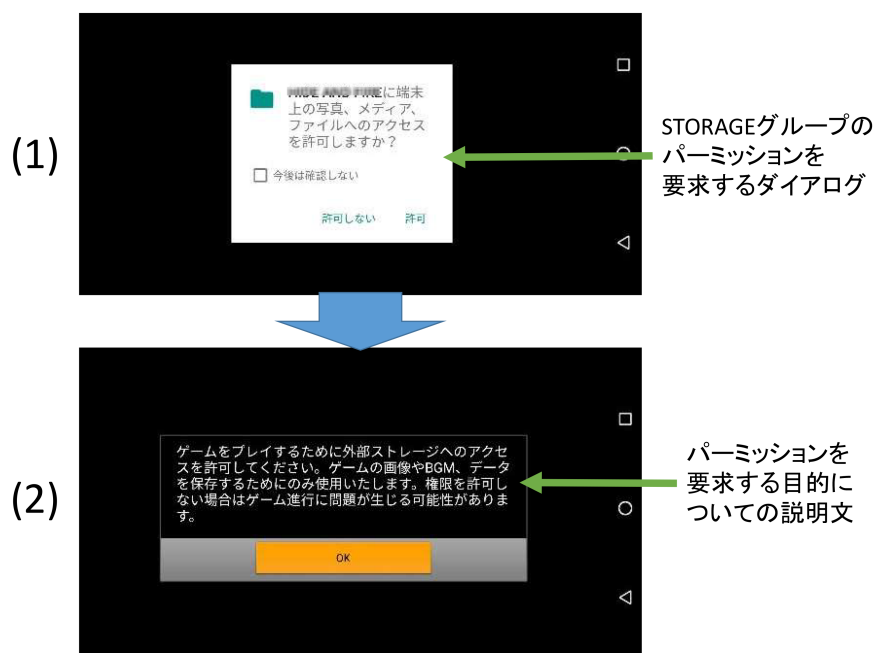 (1)
に端末
上の写真、メディア、
ファイルへのアクセス
を許可しますか？
今後は確認しない
許可しない 許可
STORAGEグループの
パーミッションを
要求するダイアログ
(2)
ゲームをプレイするために外部ストレージへのアクセ
スを許可してください。ゲームの画像やBGM、データ
を保存するためにのみ使用いたします。権限を許可し
ない場合はゲーム進行に問題が生じる可能性がありま
す。
OK
パーミッションを
要求する目的に
ついての説明文